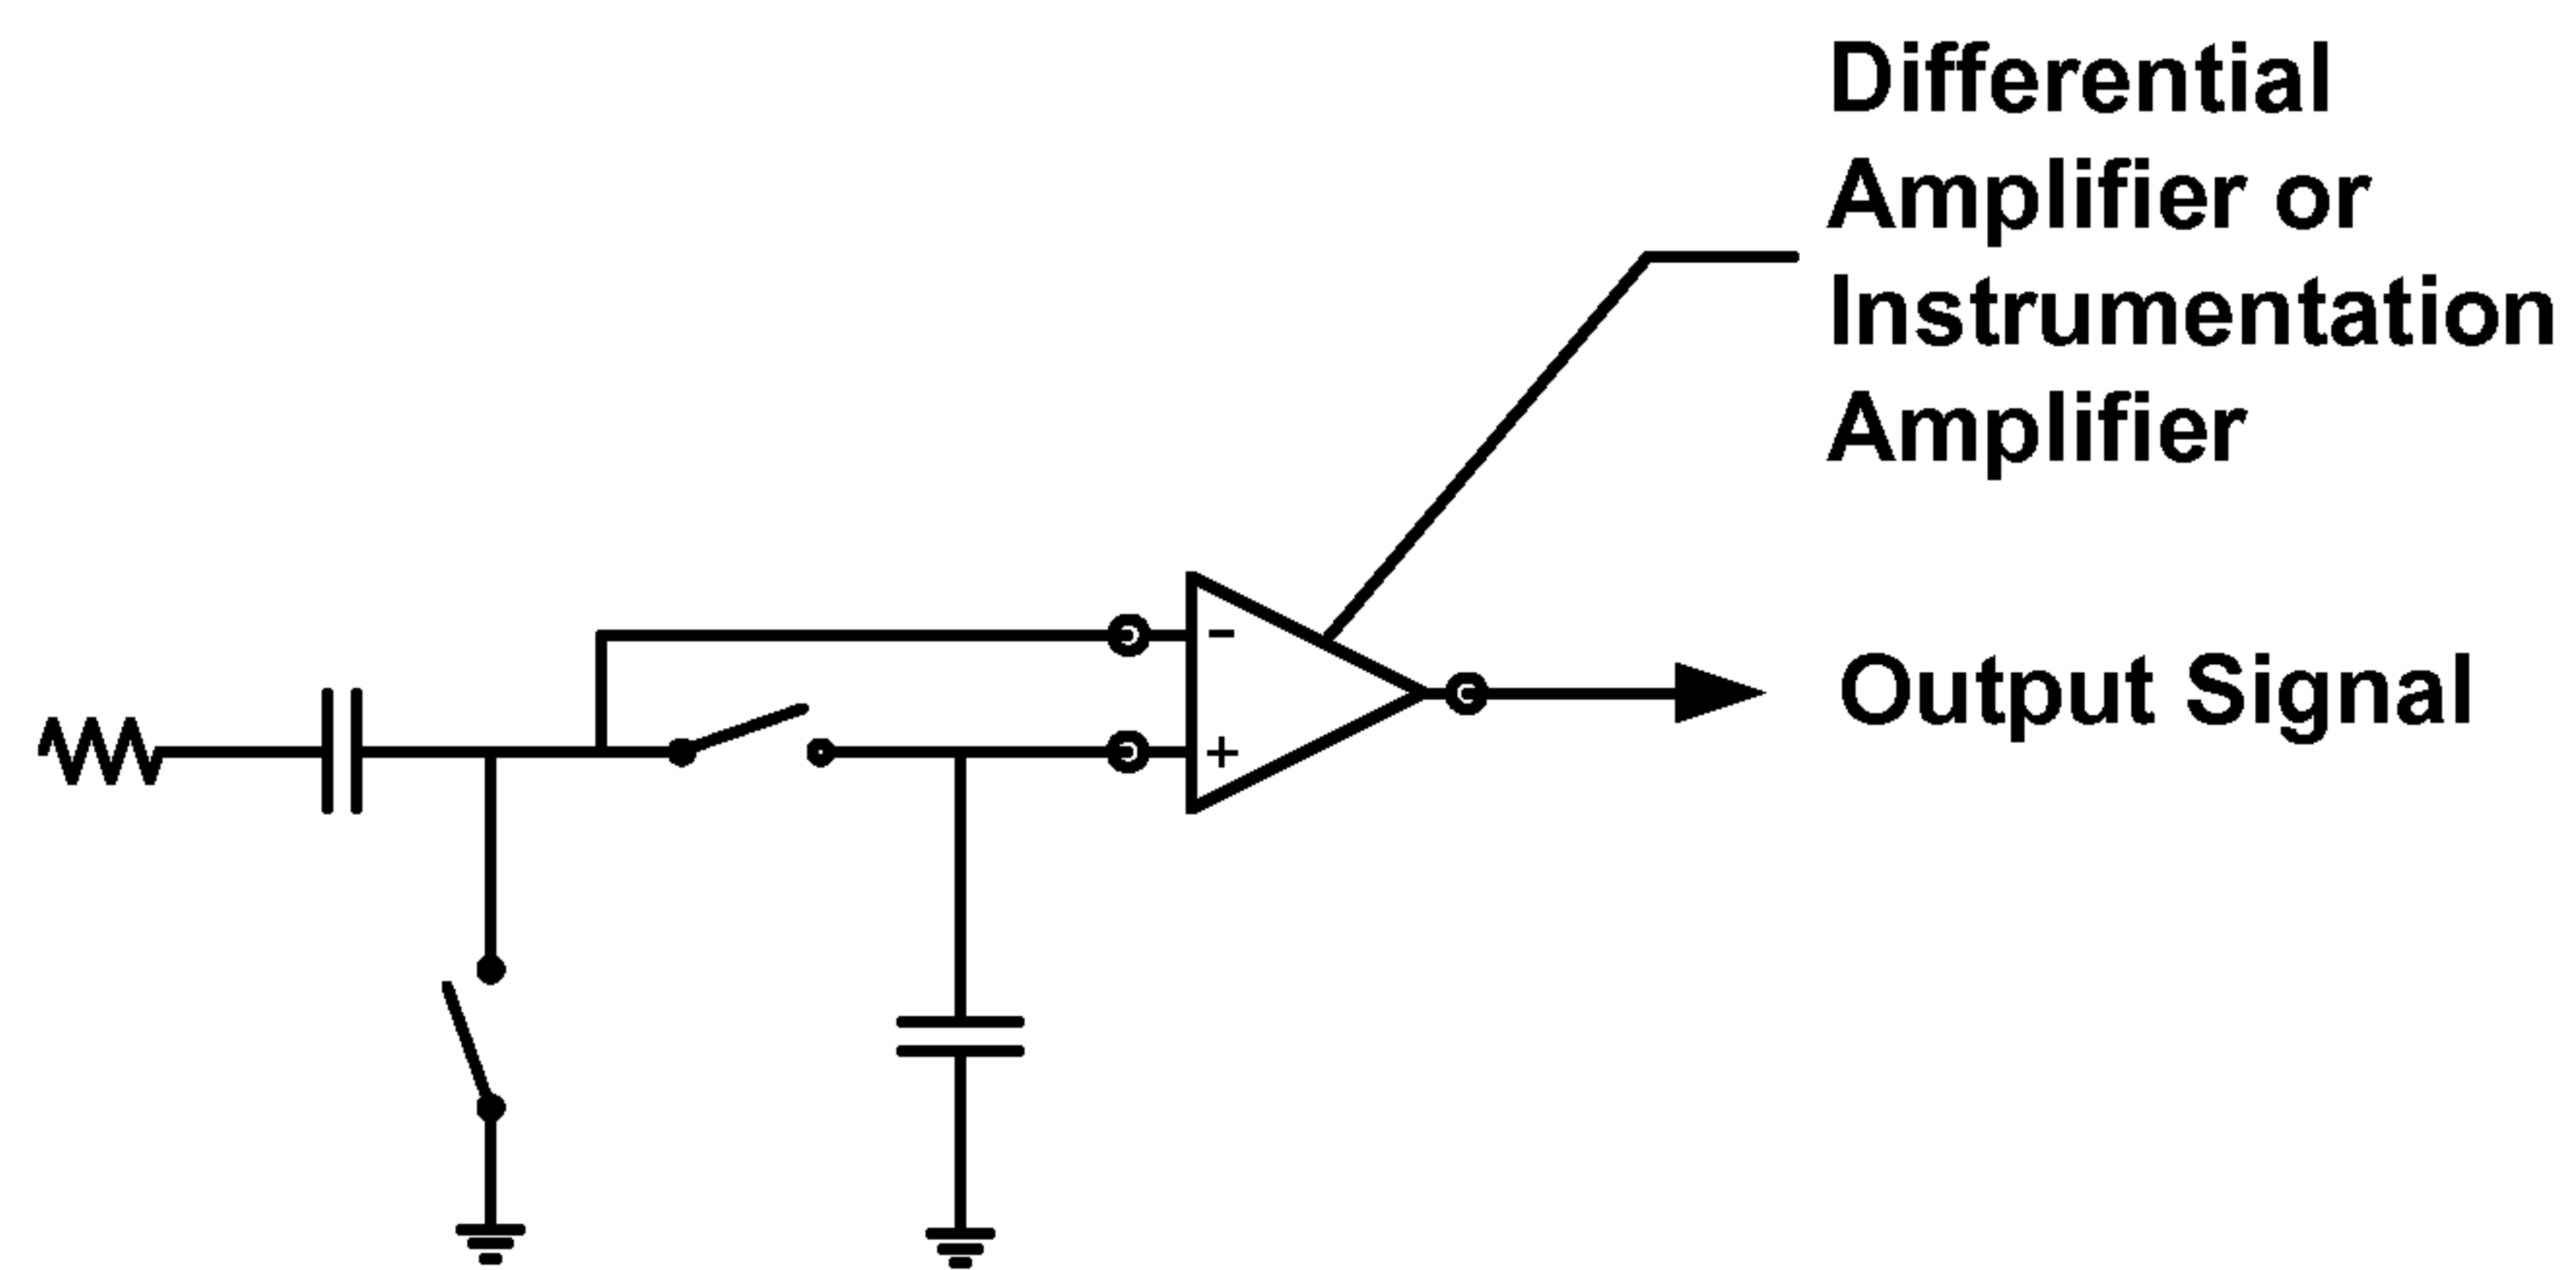 Differential
Amplifier or
Instrumentation
Amplifier
-
+
Output Signal